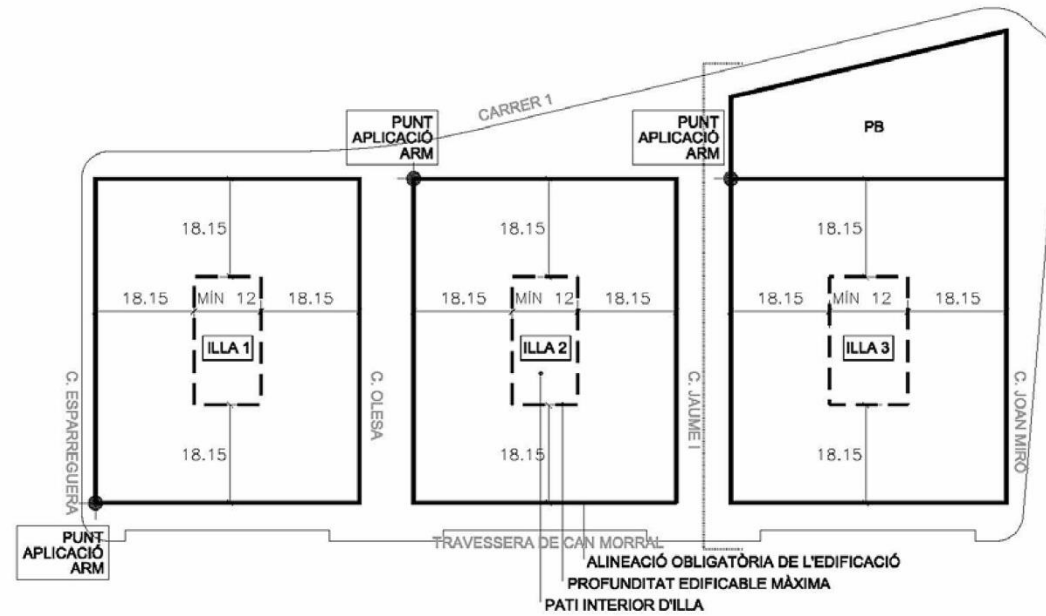 CARRER 1
PUNT
APLICACIÓ
ARM
PUNT
APLICACIÓ
ARM
PB
18.15
18.15
18.15
18.15
MÍN 12
18.15
18.15
MÍN 12
18.15
18.15
MÍN 12
18.15
ILLA 1
ILLA 2
ILLA 3
C. ESPARREGUERA
C. OLESA
C. JAUME I
C. JOAN MIRÓ
18.15
18.15
18.15
PUNT
APLICACIÓ
ARM
TRAVESSERA DE CAN MORRAL
ALINEACIÓ OBLIGATÒRIA DE L'EDIFICACIÓ
PROFUNDITAT EDIFICABLE MÀXIMA
PATI INTERIOR D'ILLA